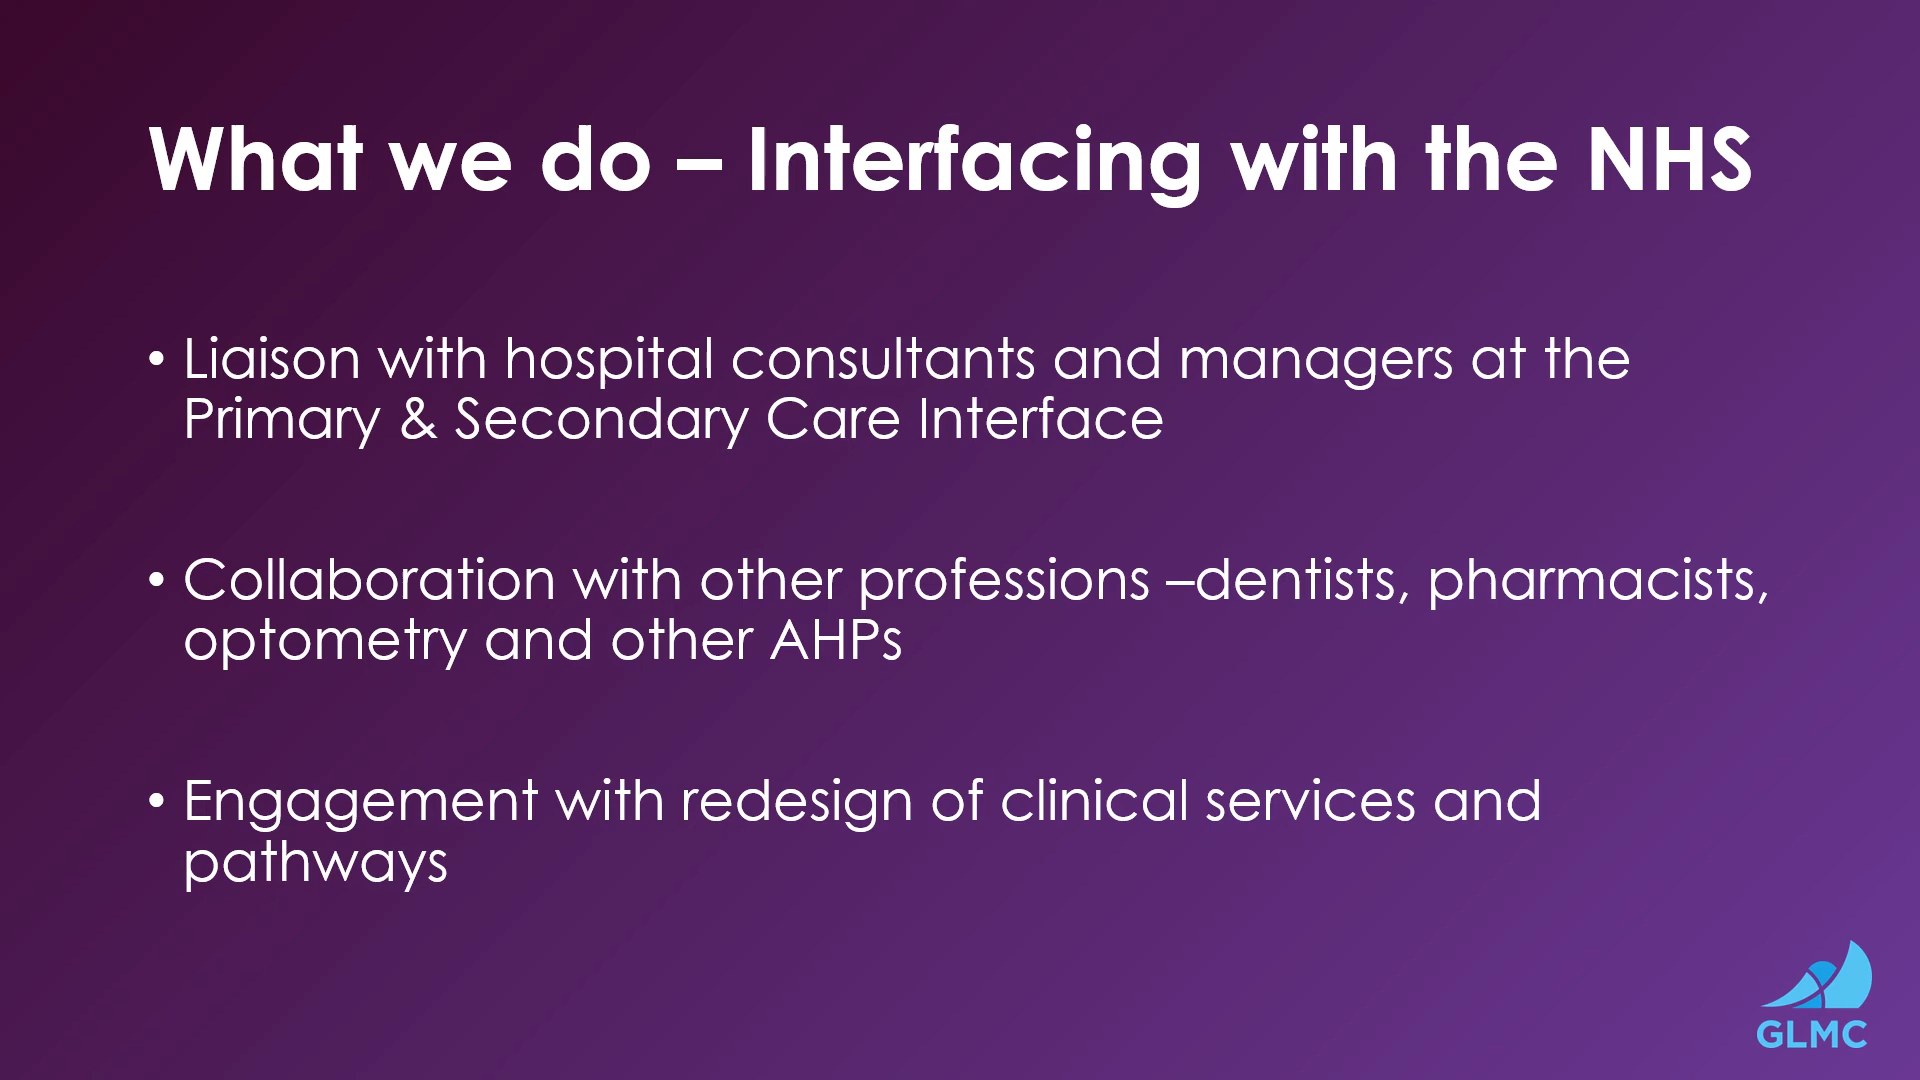 What we do – Interfacing with the NHS
• Liaison with hospital consultants and managers at the
Primary & Secondary Care Interface
• Collaboration with other professions –dentists, pharmacists,
optometry and other AHPs
• Engagement with redesign of clinical services and
pathways
GLMC